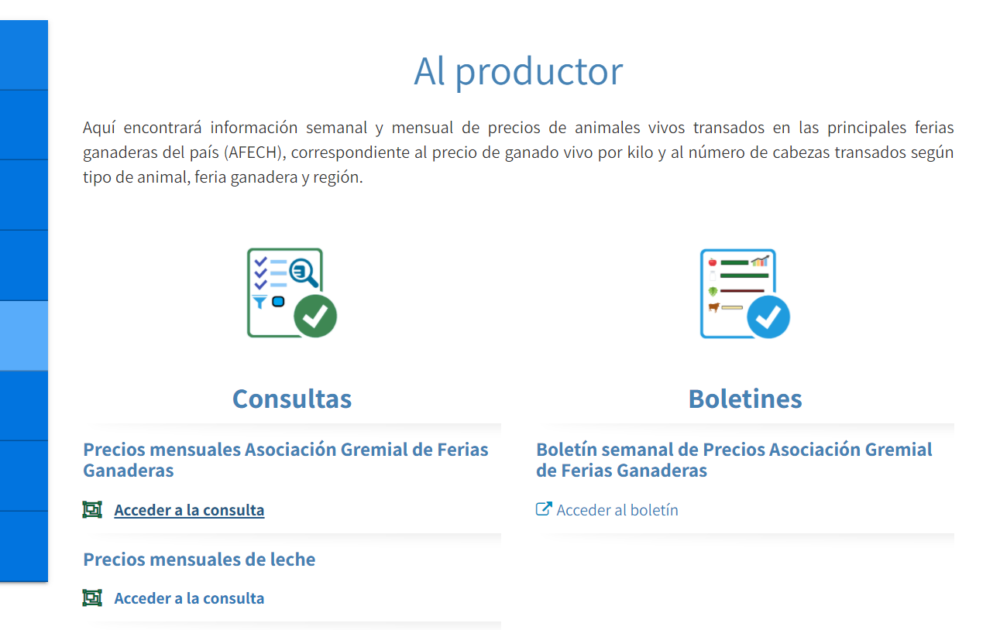 Al productor
Aquí encontrará información semanal y mensual de precios de animales vivos transados en las principales ferias
ganaderas del país (AFECH), correspondiente al precio de ganado vivo por kilo y al número de cabezas transados según
tipo de animal, feria ganadera y región.
Consultas
Precios mensuales Asociación Gremial de Ferias
Ganaderas
Acceder a la consulta
Precios mensuales de leche
Acceder a la consulta
Boletines
Boletín semanal de Precios Asociación Gremial
de Ferias Ganaderas
Acceder al boletín